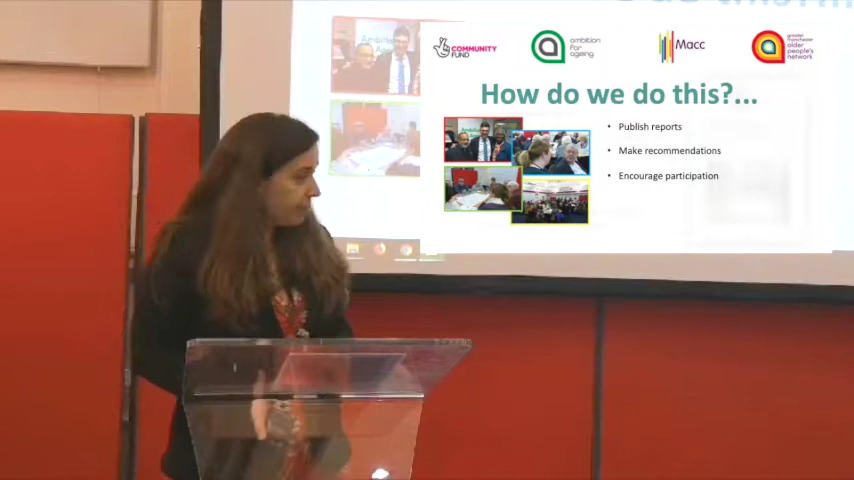 COMMUNITY
FUND
ambition
for
ageing
Macc
greater
manchester
older
people's
network
How do we do this?...
• Publish reports
• Make recommendations
• Encourage participation